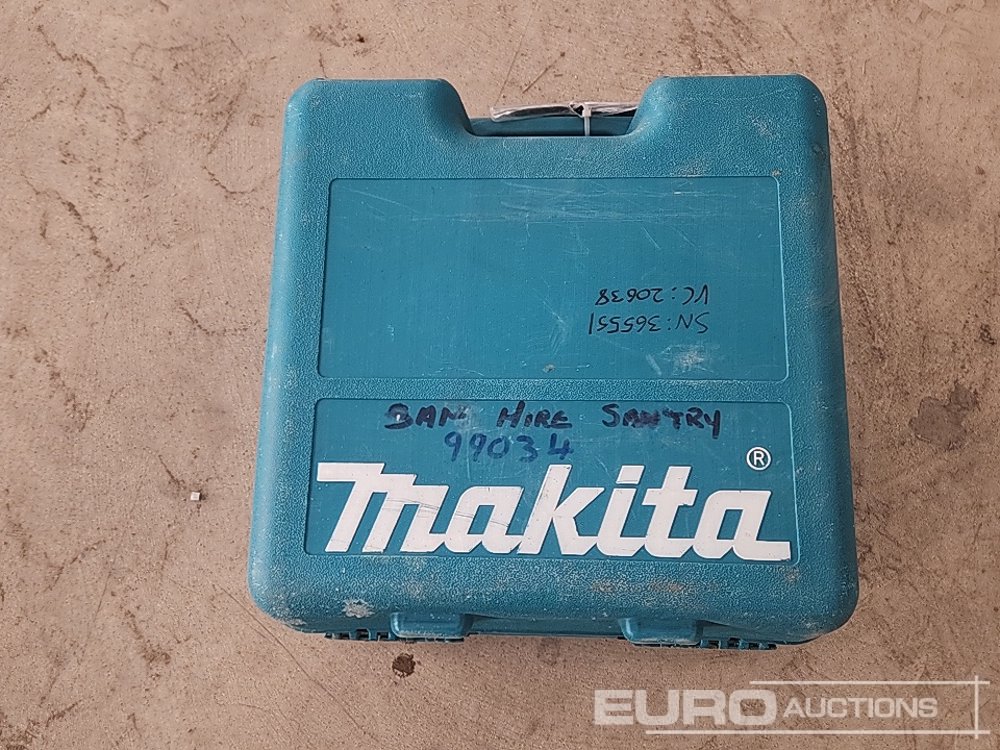 SN: 365551
VC: 20638
BAN HIRE SANTRY
99034
makita®
EURO AUCTIONS